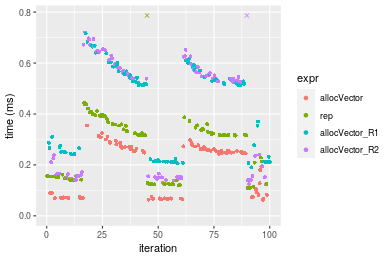 0.8
0.6
0.4
0.2
0.0
time (ms)
0
25
50
75
100
iteration
expr
allocVector
rep
allocVector_R1
allocVector_R2